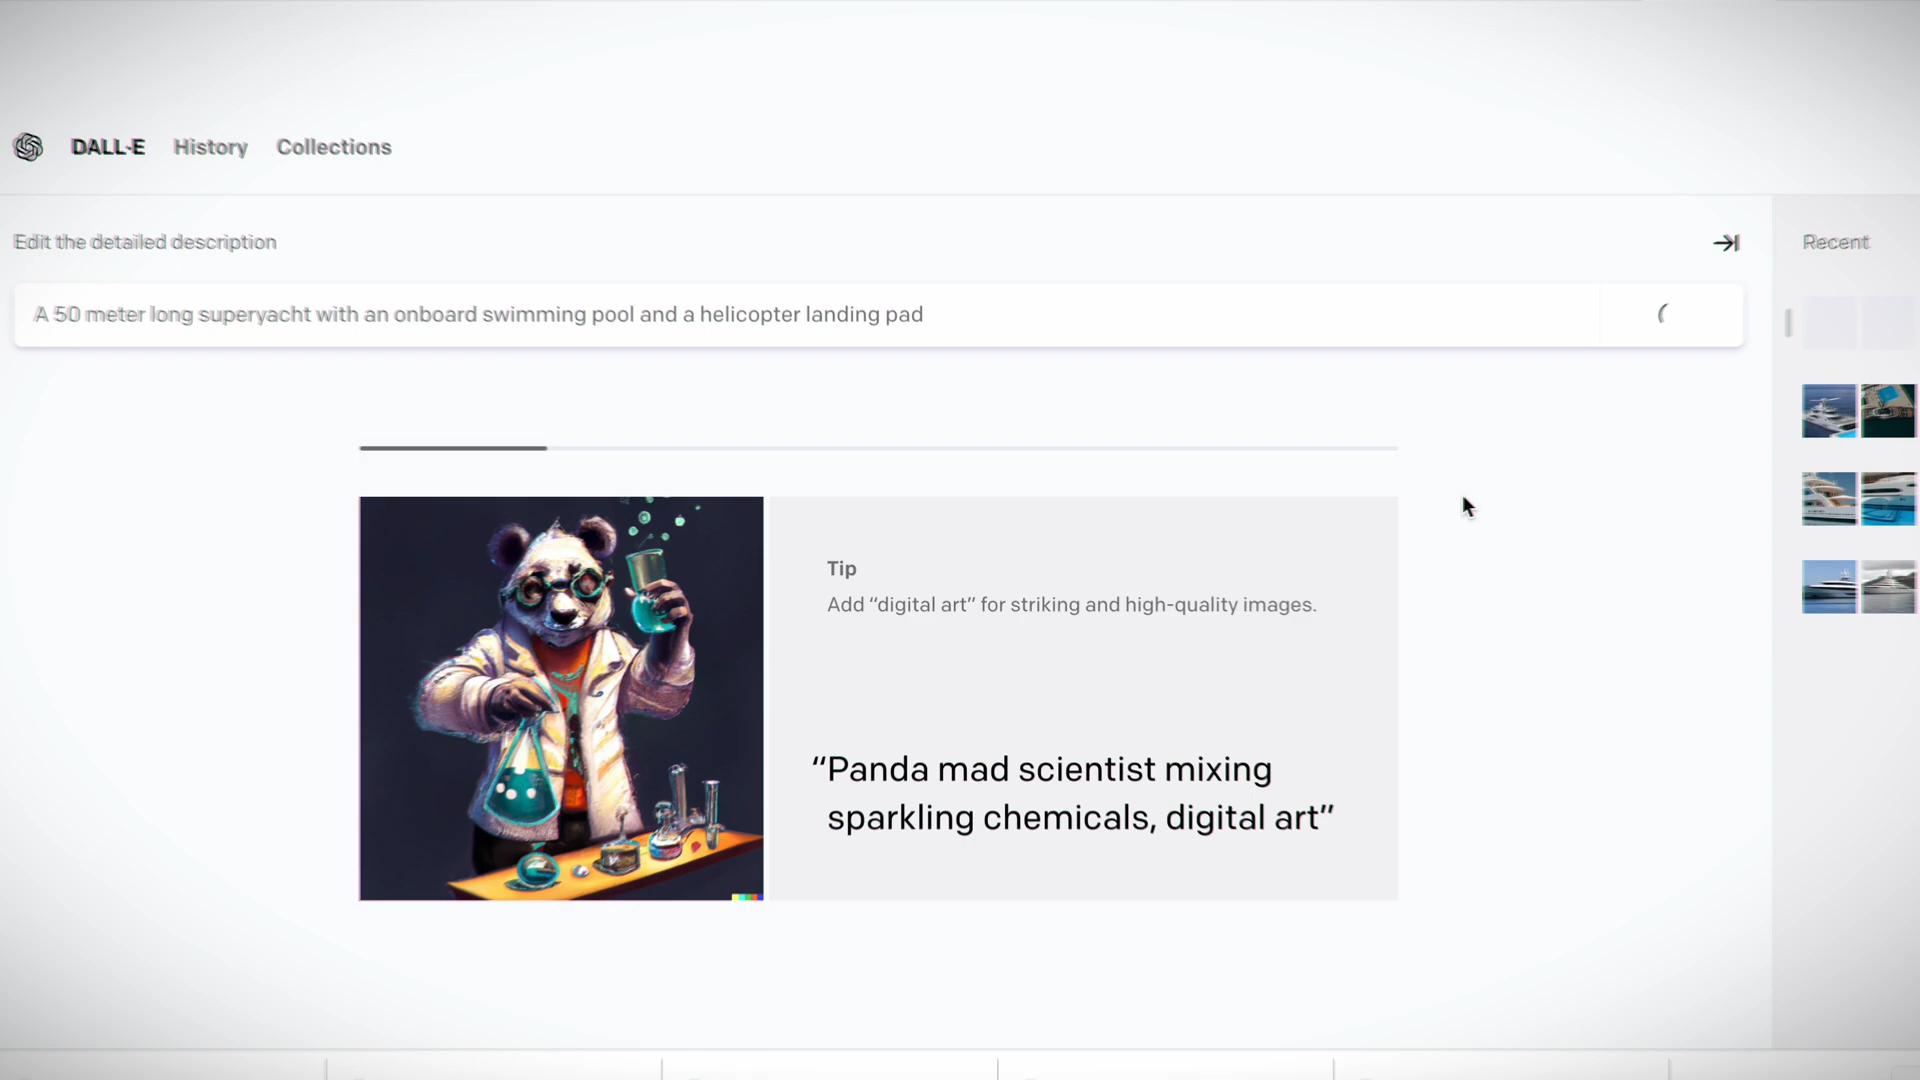 DALL·E History Collections
Edit the detailed description
Recent
A 50 meter long superyacht with an onboard swimming pool and a helicopter landing pad
Tip
Add “digital art” for striking and high-quality images.
“Panda mad scientist mixing
sparkling chemicals, digital art”